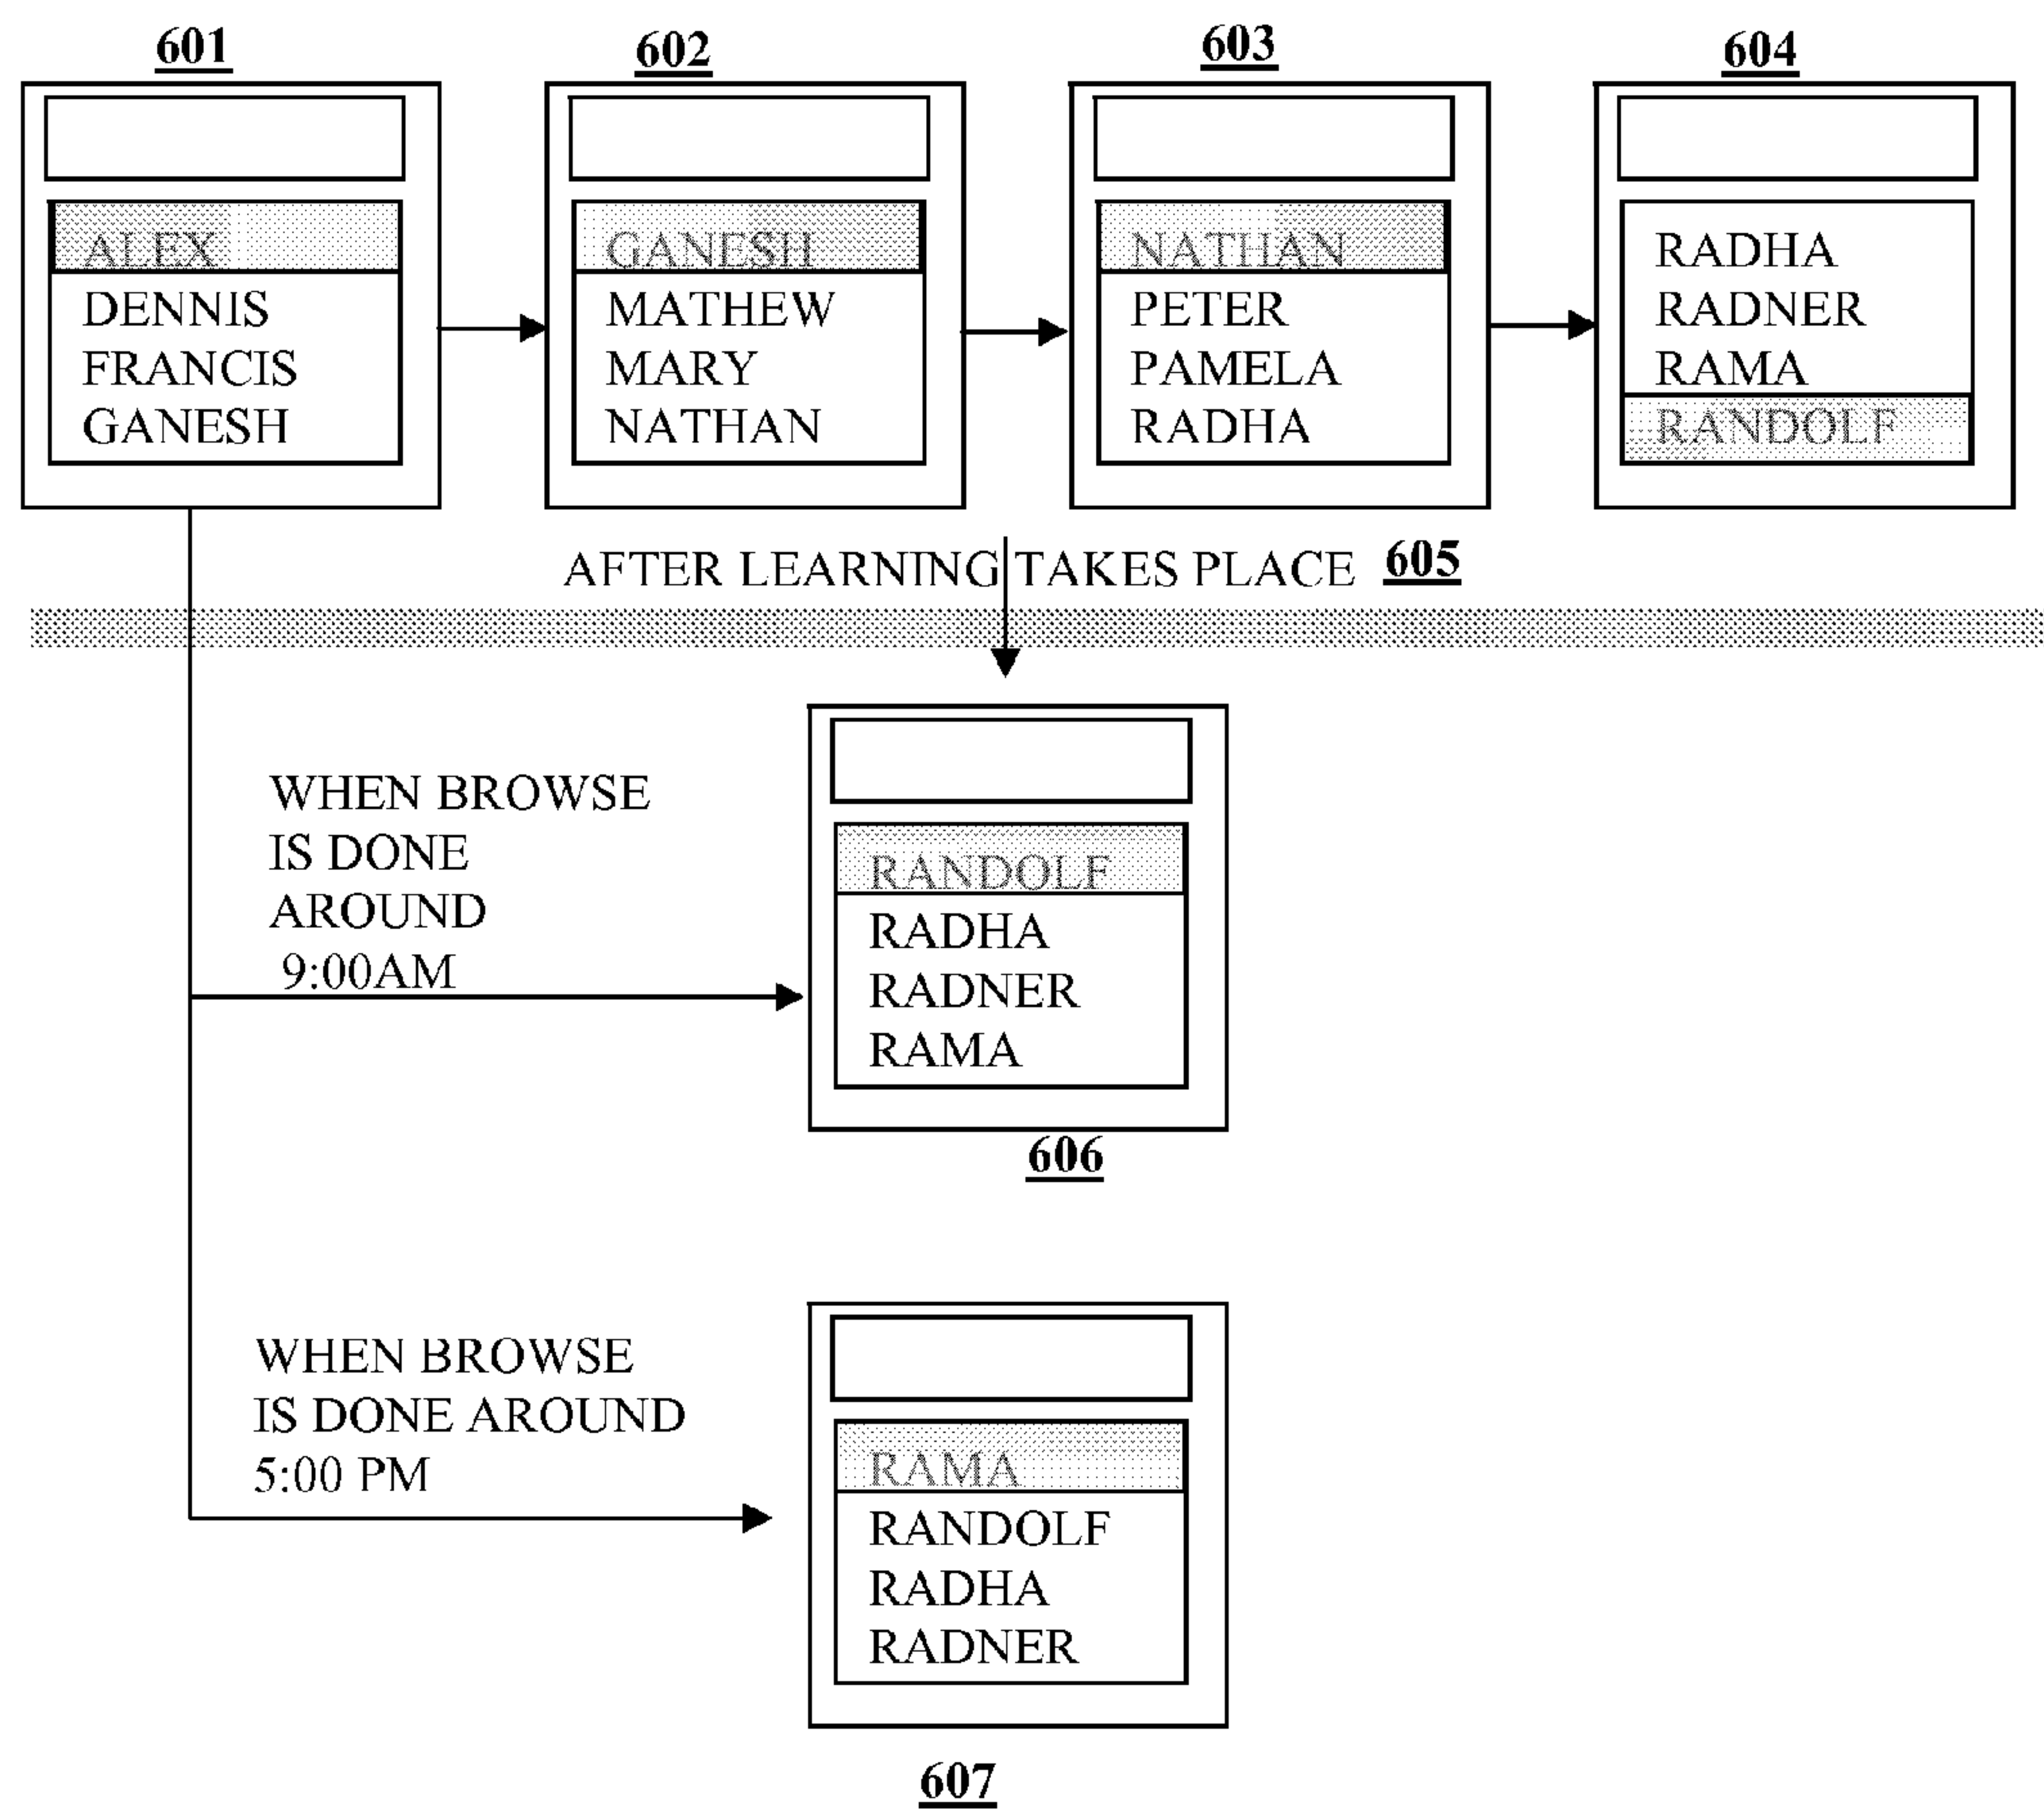 601
ALEX
DENNIS
FRANCIS
GANESH
602
GANESH
MATHEW
MARY
NATHAN
603
NATHAN
PETER
PAMELA
RADHA
604
RADHA
RADNER
RAMA
RANDOLF
AFTER LEARNING TAKES PLACE 605
WHEN BROWSE
IS DONE
AROUND
9:00AM
RANDOLF
RADHA
RADNER
RAMA
606
WHEN BROWSE
IS DONE AROUND
5:00 PM
RAMA
RANDOLF
RADHA
RADNER
607